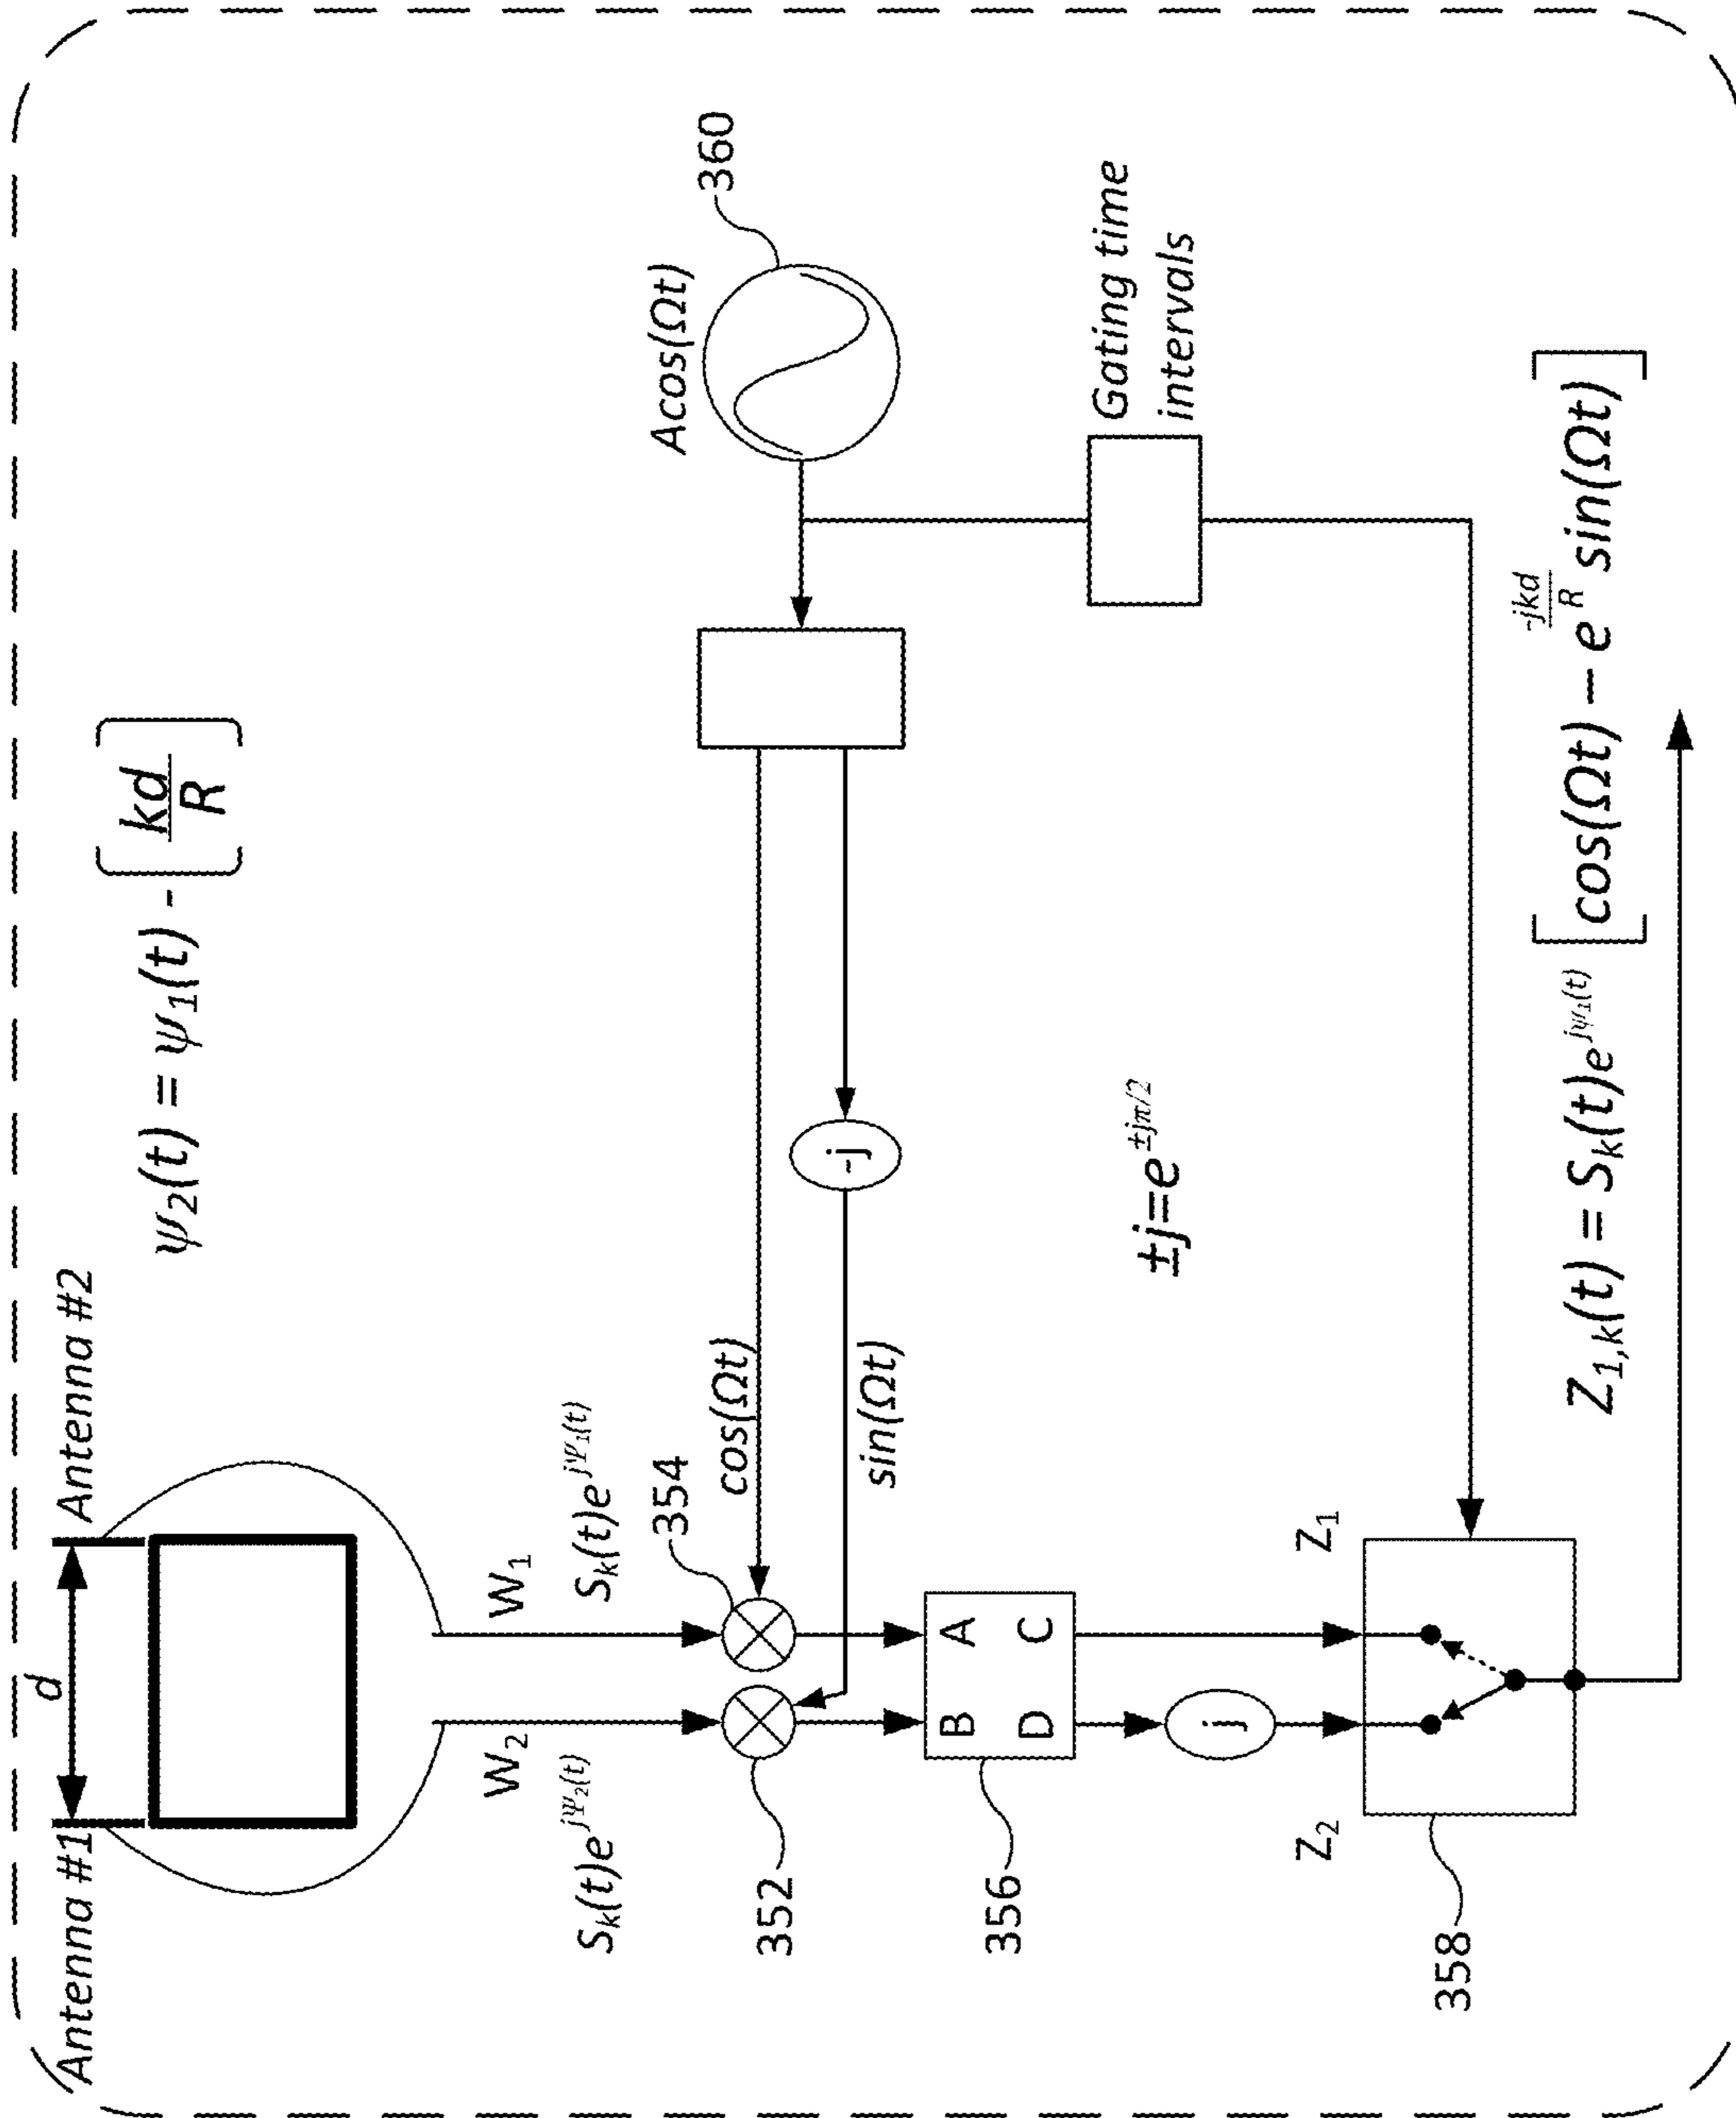 Antenna #1
d
Antenna #2
ψ₂(t) = ψ₁(t) - [kd/R]
W₂
W₁
Sₖ(t)e^{jΨ₂(t)}
Sₖ(t)e^{jΨ₁(t)}
352
354
cos(Ωt)
sin(Ωt)
-j
Acos(Ωt)
360
B A
D C
356
j
±j=e^{±jπ/2}
Gating time
intervals
Z₂
Z₁
358
Z₁,ₖ(t) = Sₖ(t)e^{jψ₁(t)} [cos(Ωt) − e^{-jkd/R} sin(Ωt)]